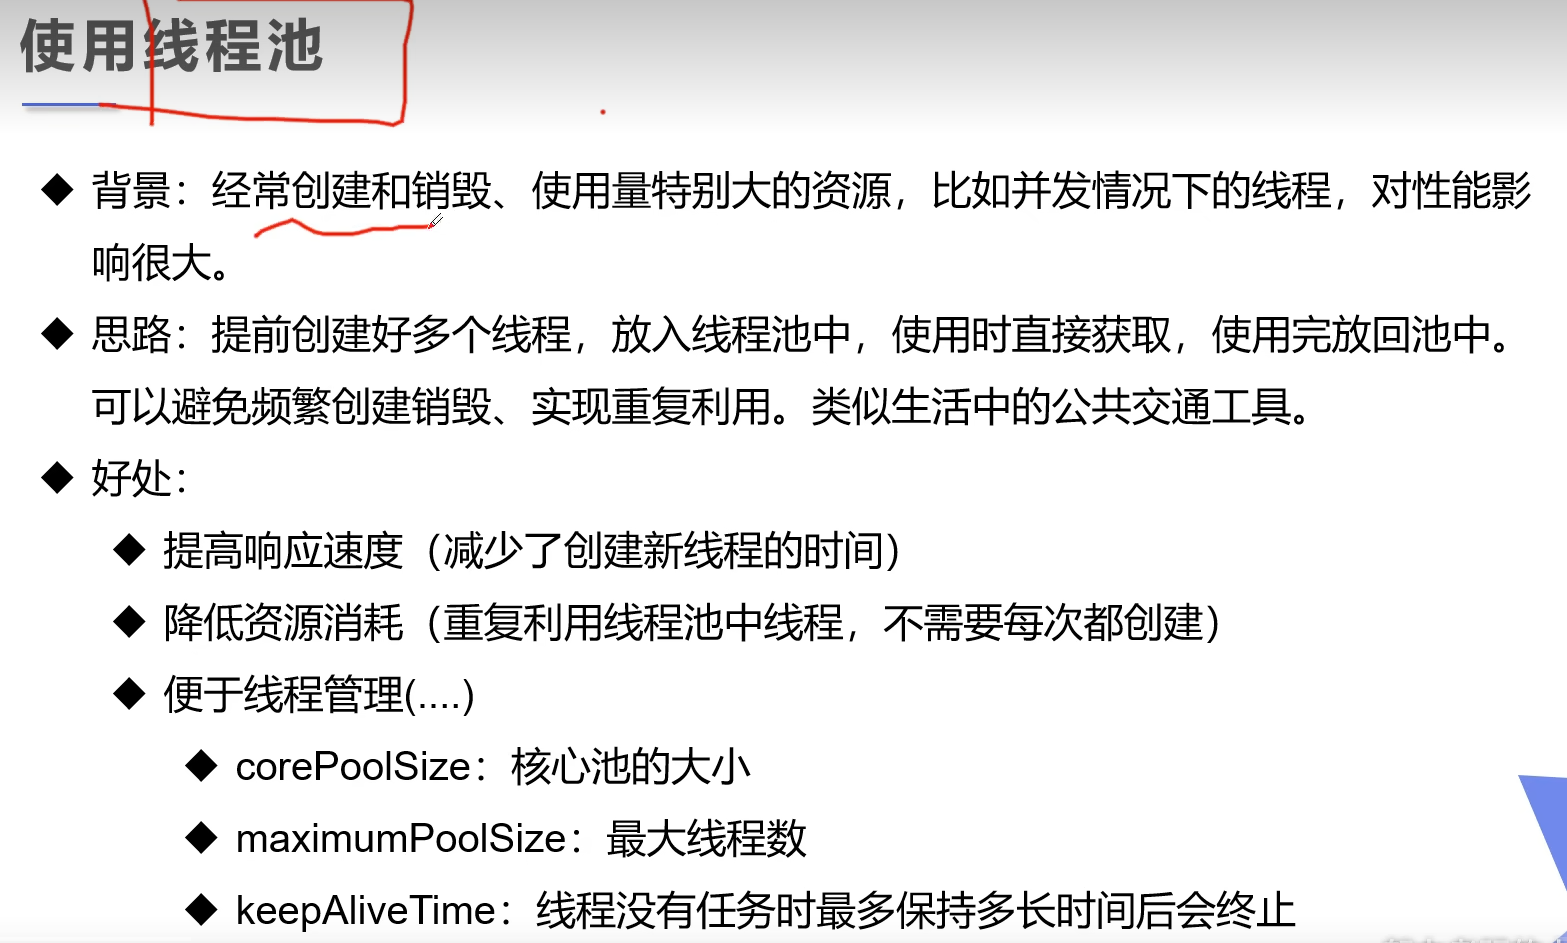 使用线程池
背景：经常创建和销毁、使用量特别大的资源，比如并发情况下的线程，对性能影
响很大。
思路：提前创建好多个线程，放入线程池中，使用时直接获取，使用完放回池中。
可以避免频繁创建销毁、实现重复利用。类似生活中的公共交通工具。
好处：
提高响应速度（减少了创建新线程的时间）
降低资源消耗（重复利用线程池中线程，不需要每次都创建）
便于线程管理(....)
corePoolSize：核心池的大小
maximumPoolSize：最大线程数
keepAliveTime：线程没有任务时最多保持多长时间后会终止